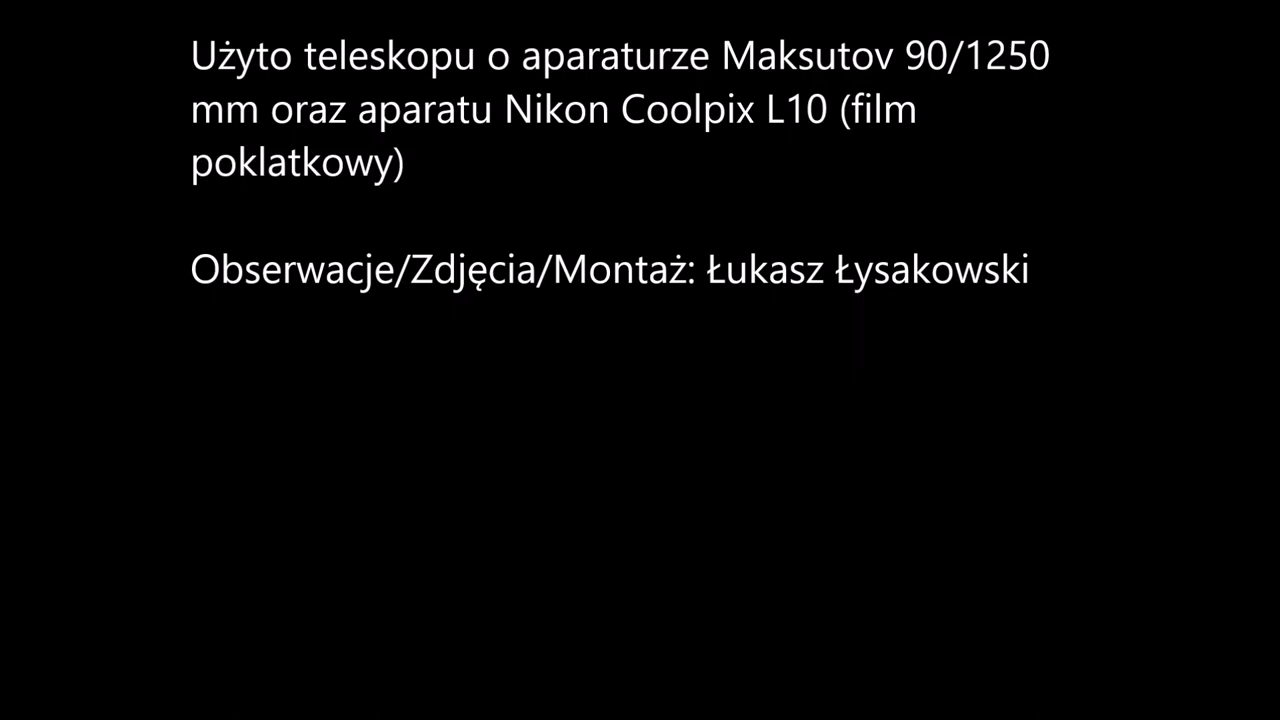 Użyto teleskopu o aparaturze Maksutov 90/1250
mm oraz aparatu Nikon Coolpix L10 (film
poklatkowy)
Obserwacje/Zdjęcia/Montaż: Łukasz Łysakowski